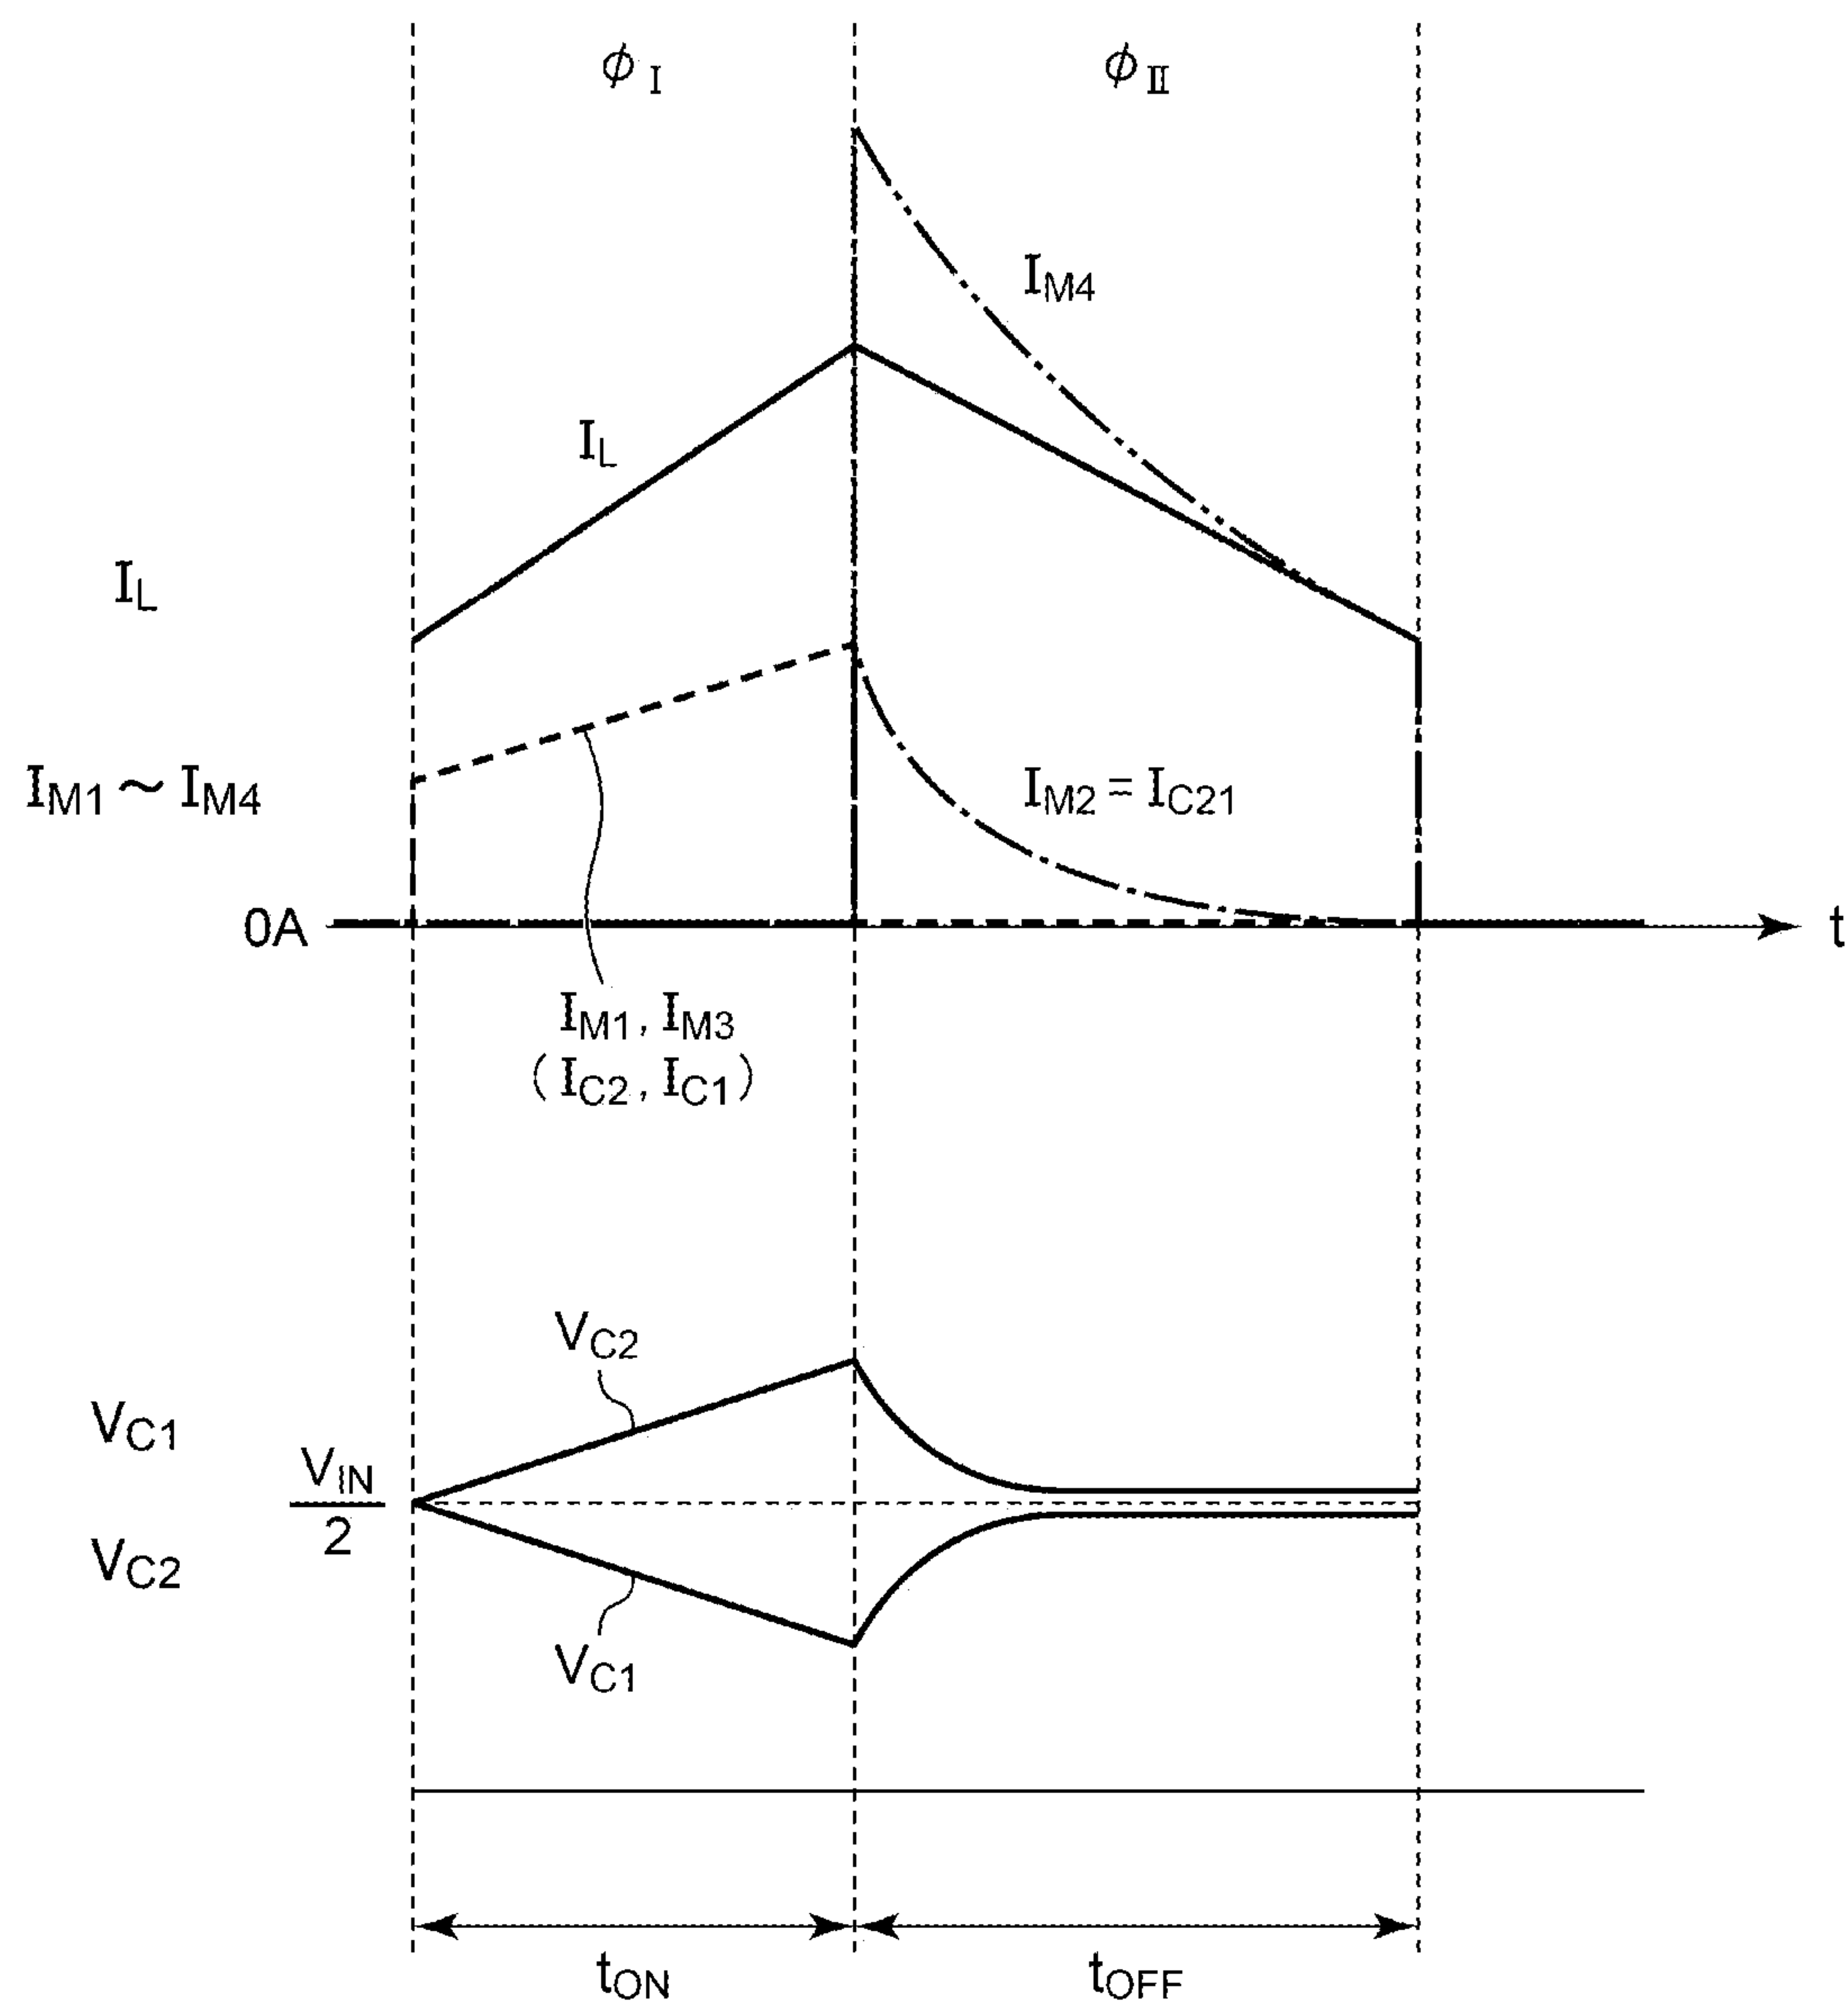 ϕI ϕII
IM4
IL
IL
IM1 ~ IM4
IM2 = IC21
0A t
IM1, IM3
(IC2, IC1)
VC2
VC1
VIN
2
VC2
VC1
tON tOFF